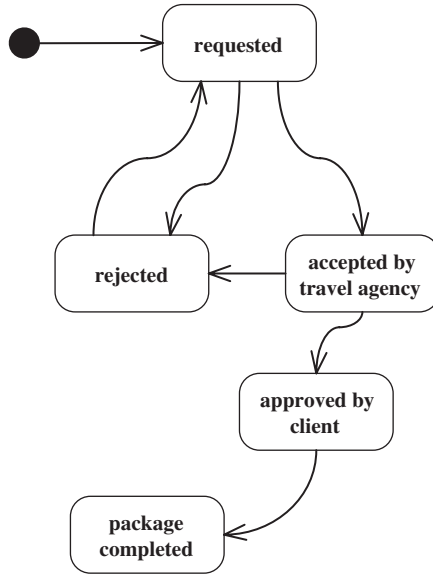 requested
rejected
accepted by
travel agency
approved by
client
package
completed